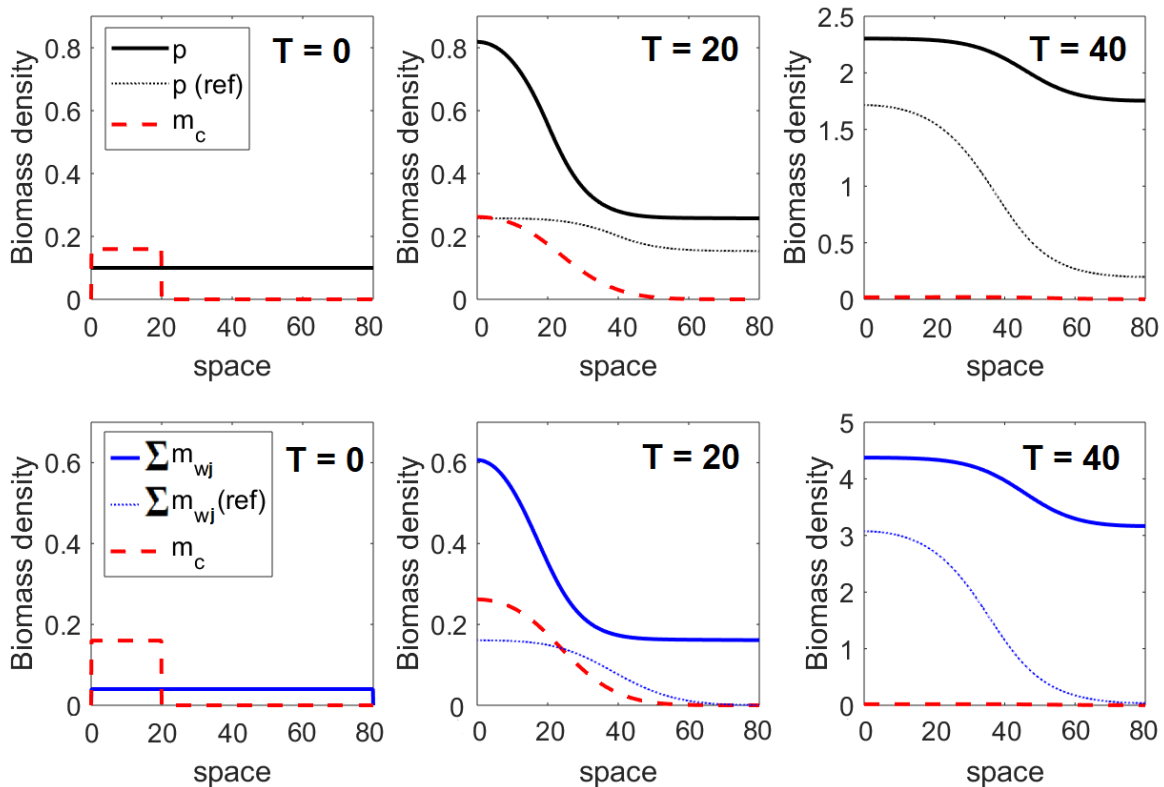 Biomass density
0.8
0.6
0.4
0.2
0
p
p (ref)
m_c
T = 0
0 20 40 60 80
space
Biomass density
0.8
0.6
0.4
0.2
0
T = 20
0 20 40 60 80
space
Biomass density
2.5
2
1.5
1
0.5
0
T = 40
0 20 40 60 80
space
Biomass density
0.6
0.4
0.2
0
∑ m_wj
∑ m_wj(ref)
m_c
T = 0
0 20 40 60 80
space
Biomass density
0.6
0.4
0.2
0
T = 20
0 20 40 60 80
space
Biomass density
5
4
3
2
1
0
T = 40
0 20 40 60 80
space